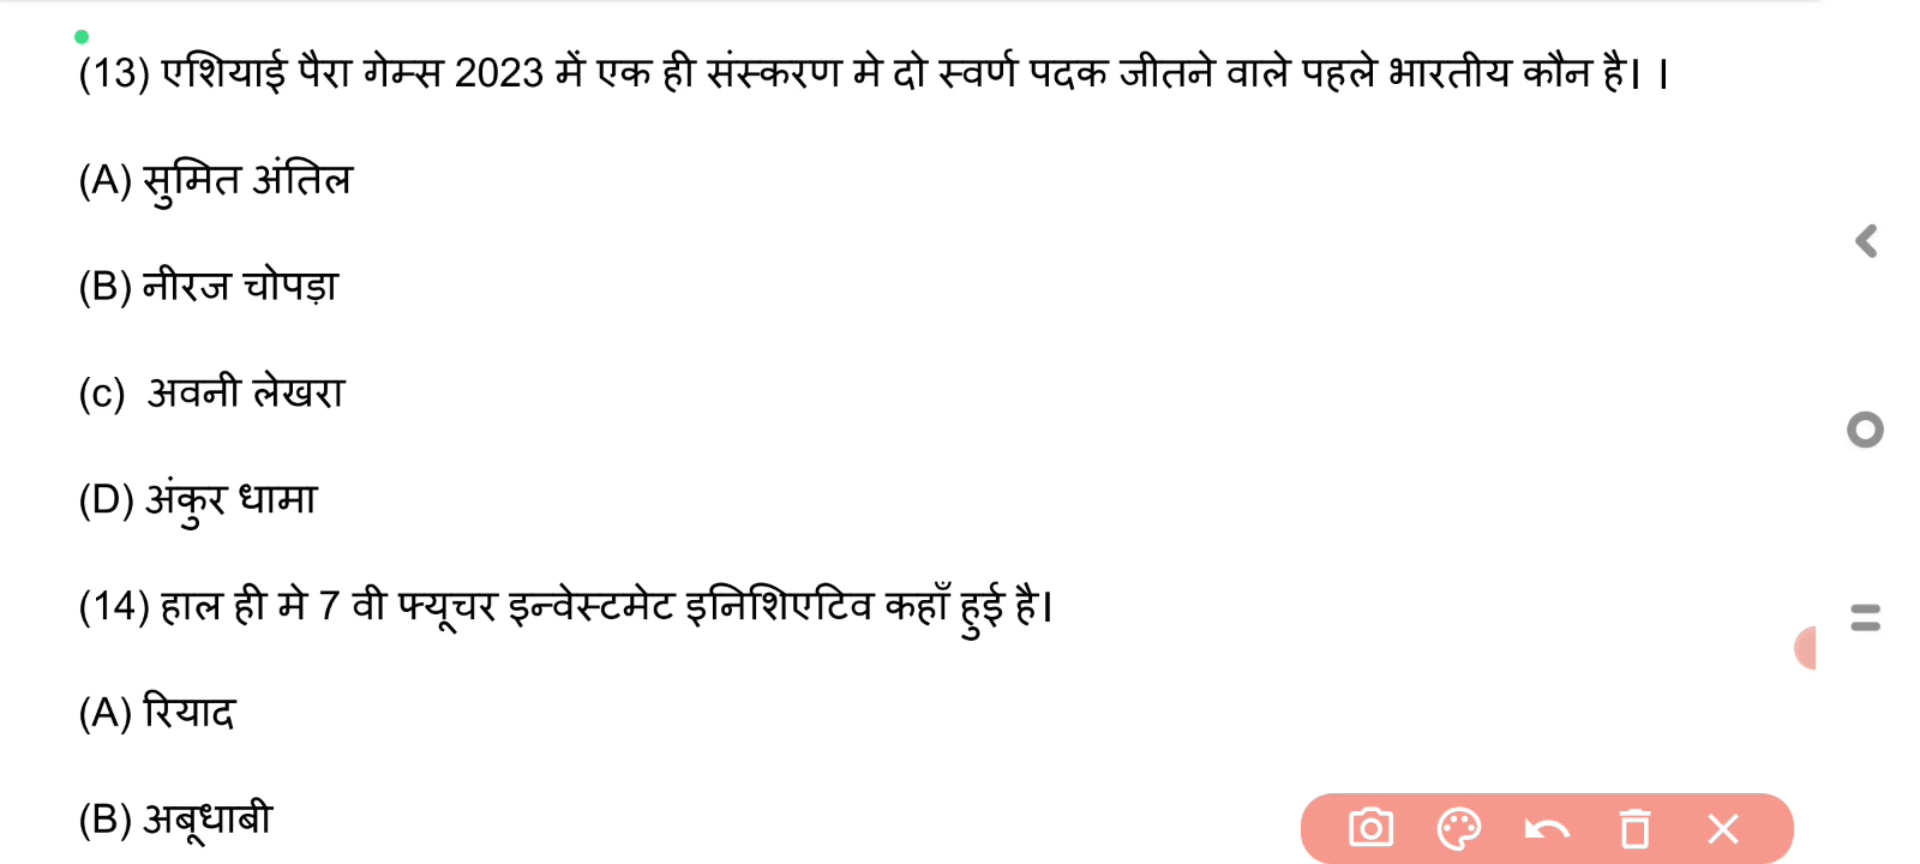 (13) एशियाई पैरा गेम्स 2023 में एक ही संस्करण मे दो स्वर्ण पदक जीतने वाले पहले भारतीय कौन है। ।
(A) सुमित अंतिल
(B) नीरज चोपड़ा
(c) अवनी लेखरा
(D) अंकुर धामा
(14) हाल ही मे 7 वी फ्यूचर इन्वेस्टमेट इनिशिएटिव कहाँ हुई है।
(A) रियाद
(B) अबूधाबी